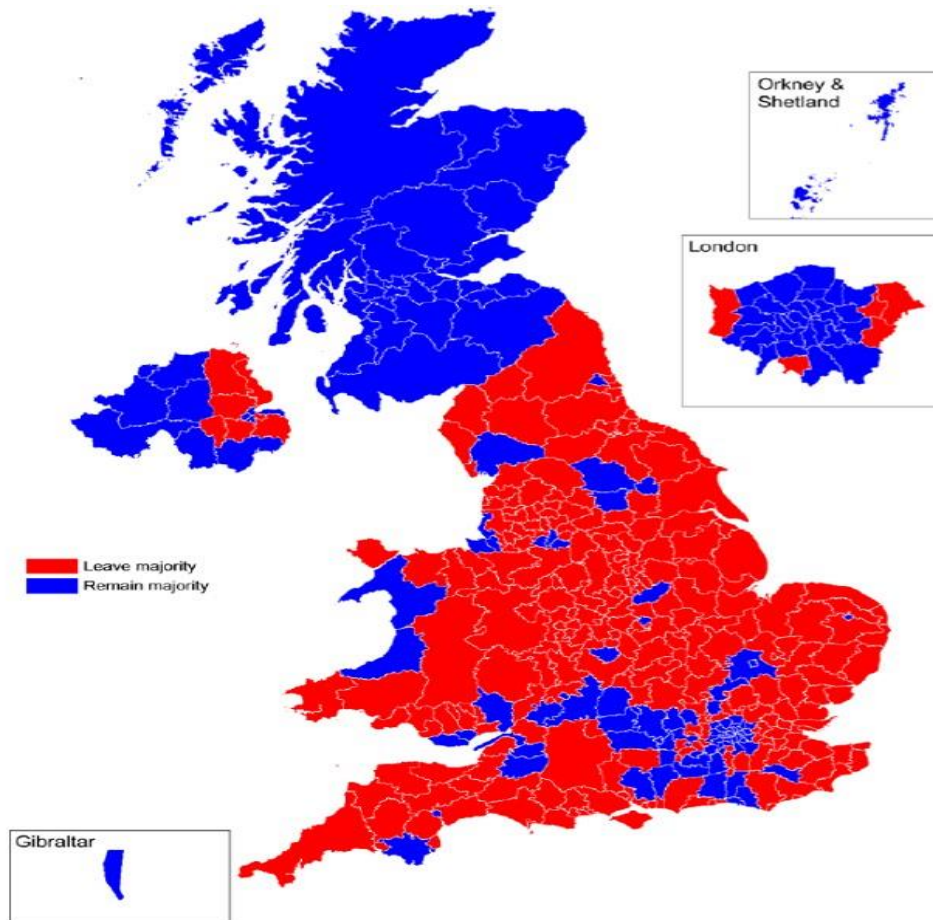 Orkney &
Shetland
London
Leave majority
Remain majority
Gibraltar